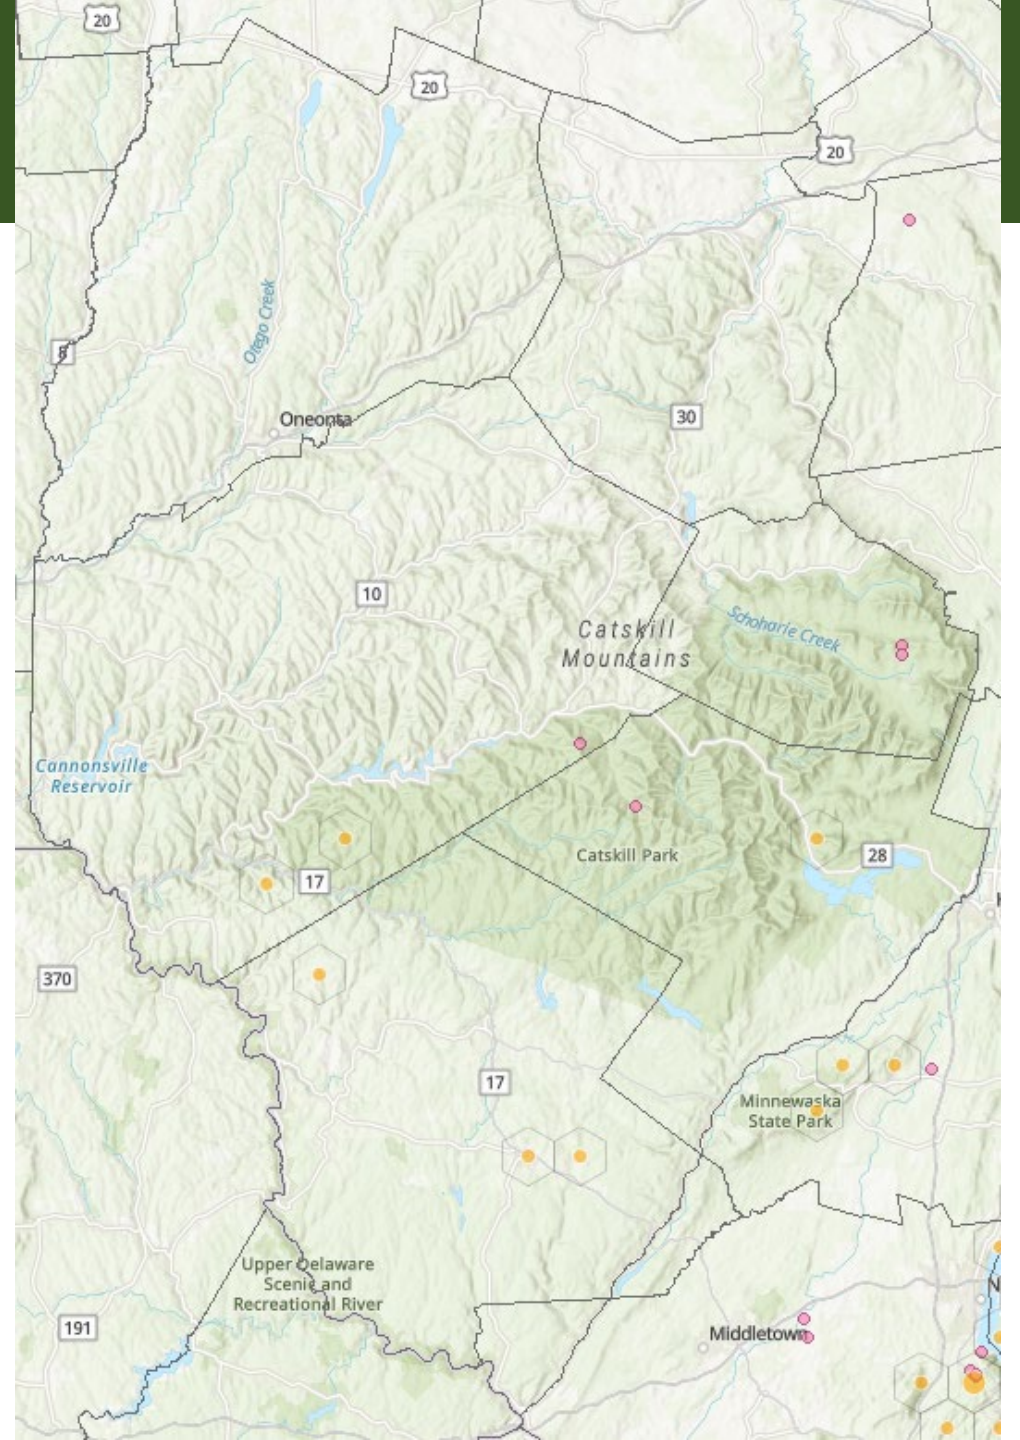 20
20
20
Otego Creek
8
Oneonta
30
10
Schoharie Creek
Catskill
Mountains
Cannonsville
Reservoir
Catskill Park
28
17
370
17
Minnewaska
State Park
Upper Delaware
Scenic and
Recreational River
N
191
Middletown